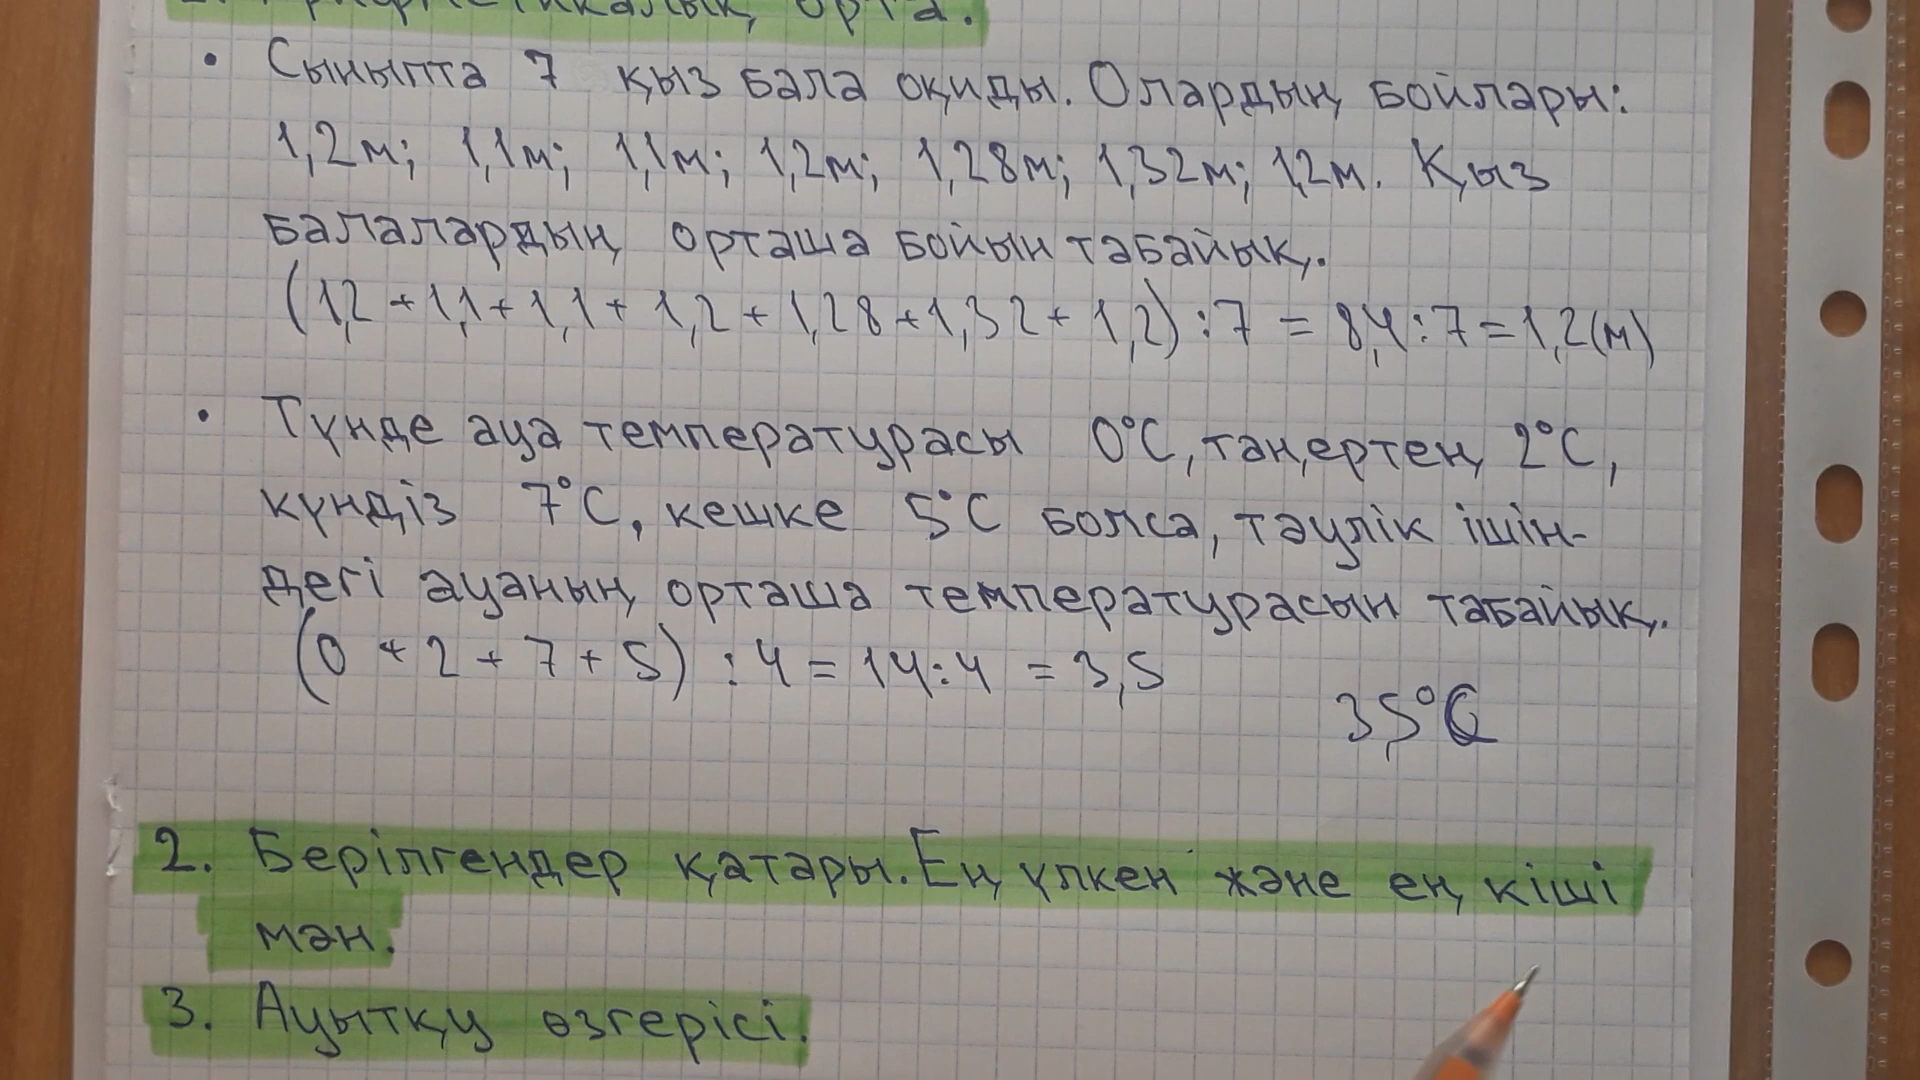 орта.
• Сыныпта 7 қыз бала оқиды. Олардың бойлары:
1,2м; 1,1м; 1,1м; 1,2м; 1,28м; 1,32м; 1,2м. Қыз
балалардың орташа бойын табайық.
(1,2 + 1,1 + 1,1 + 1,2 + 1,28 + 1,32 + 1,2) : 7 = 8,4 : 7 = 1,2(м)
• Түнде ауа температурасы 0°С, таңертең 2°С,
күндіз 7°С, кешке 5°С болса, тәулік ішін-
дегі ауаның орташа температурасын табайық.
(0 + 2 + 7 + 5) : 4 = 14 : 4 = 3,5
3,5°С
2. Берілгендер қатары. Ең үлкен және ең кіші
мән.
3. Ауытқу өзгерісі.